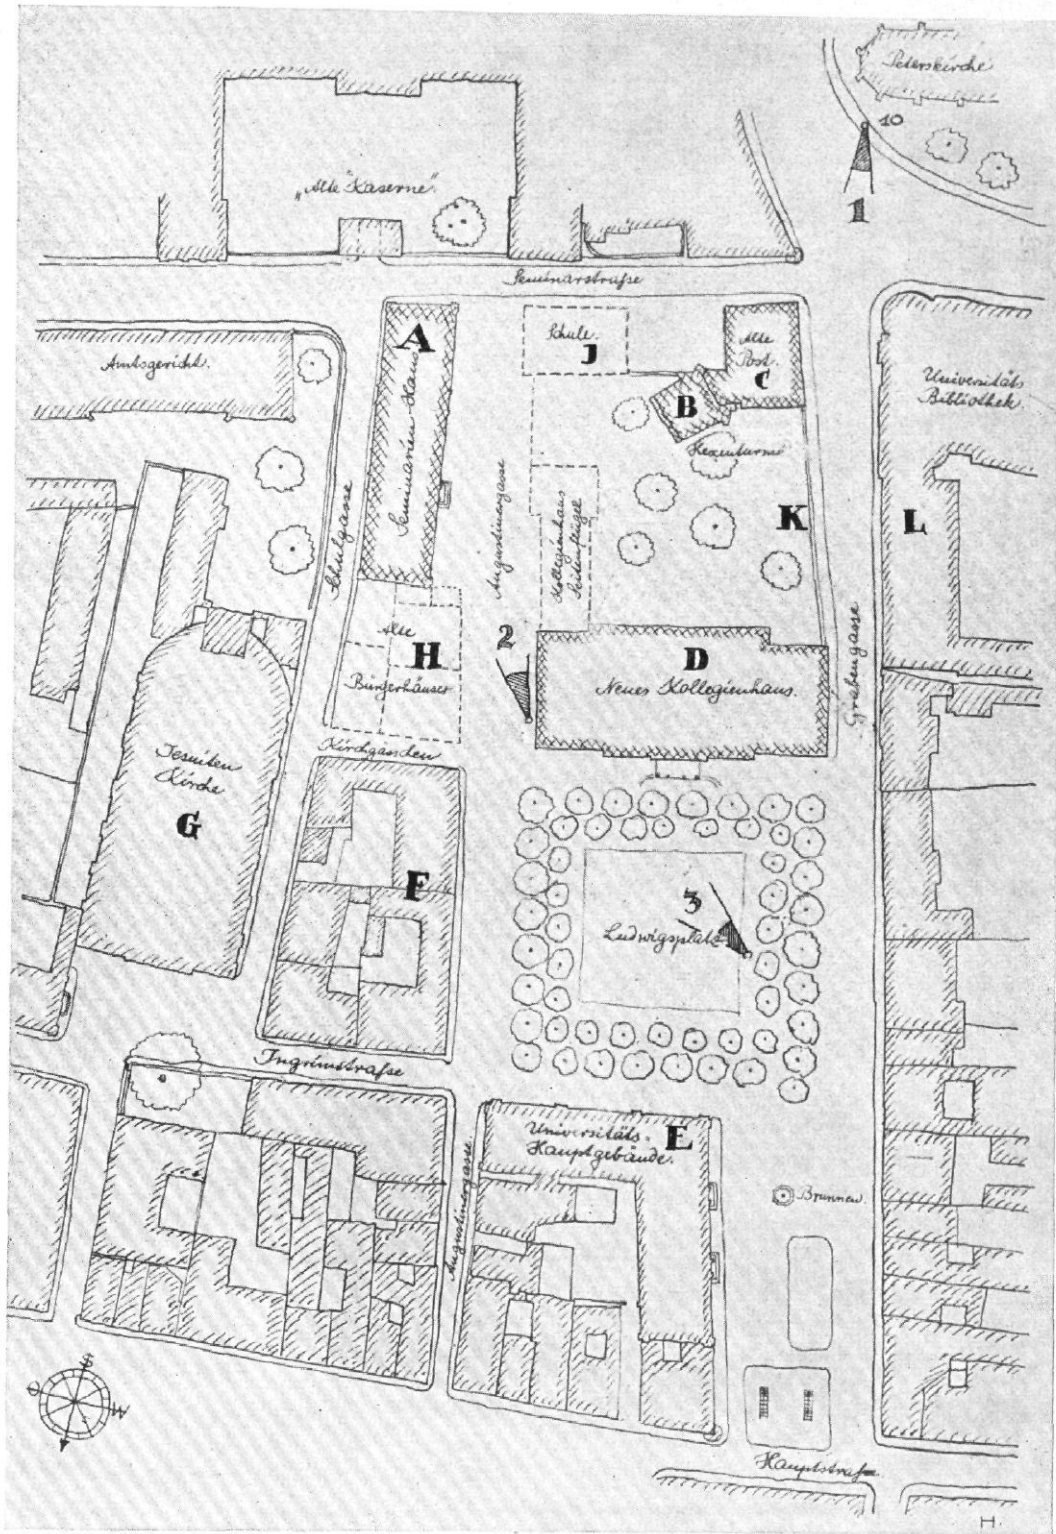 Peterskirche
10
1
„Alte Kaserne”
Seminarstraße
Amtsgericht.
A
Seminarien-Haus
Schule.
J
Alte
Post.
C
B
Hexenturm
Universitäts
Bibliothek.
Schulgasse
Augustinergasse
Kollegienhaus
Seitenflügel
K
L
Alte
H
Bürgerhäuser
2
D
Neues Kollegienhaus.
Grabengasse
Kirchgässchen
Jesuiten
Kirche
G
F
3
Ludwigsplatz
Ingrimstraße
Universitäts-
Hauptgebäude.
E
Augustinergasse
Brunnen.
S
O
W
Hauptstraße
H.